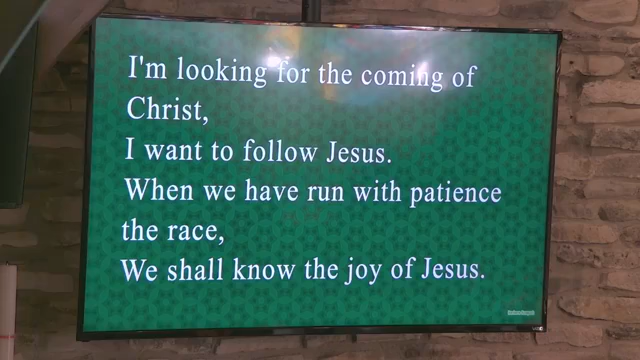 I'm looking for the coming of
Christ,
I want to follow Jesus.
When we have run with patience
the race,
We shall know the joy of Jesus.